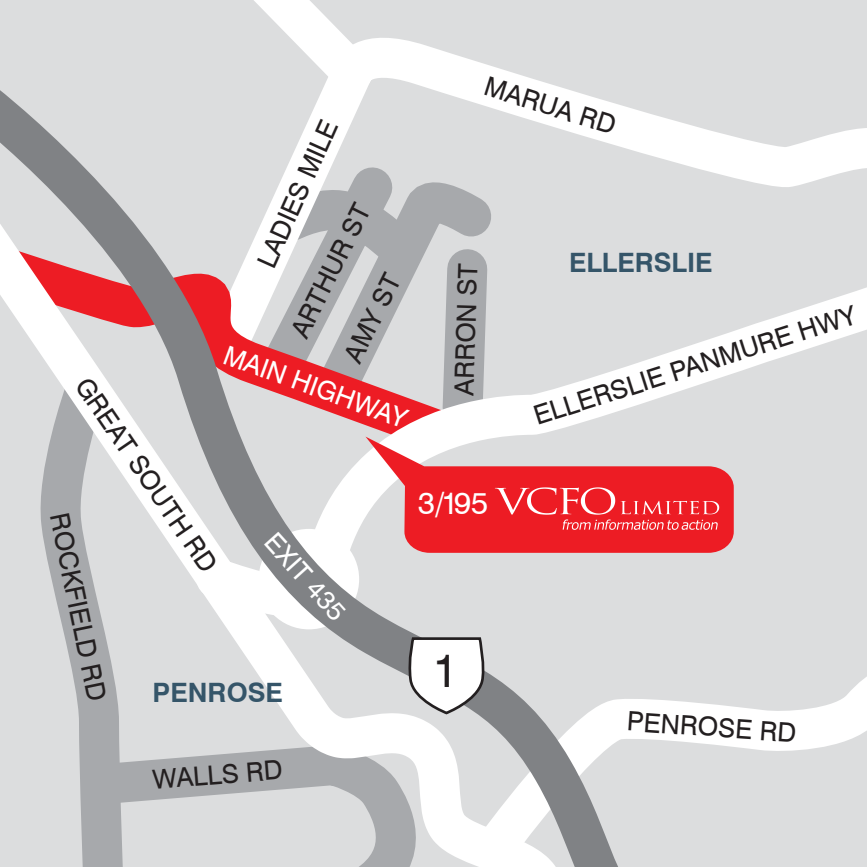 MARUA RD
LADIES MILE
ARTHUR ST
AMY ST
ARRON ST
ELLERSLIE
ELLERSLIE PANMURE HWY
MAIN HIGHWAY
GREAT SOUTH RD
3/195 VCFO LIMITED
from information to action
ROCKFIELD RD
EXIT 435
1
PENROSE
PENROSE RD
WALLS RD